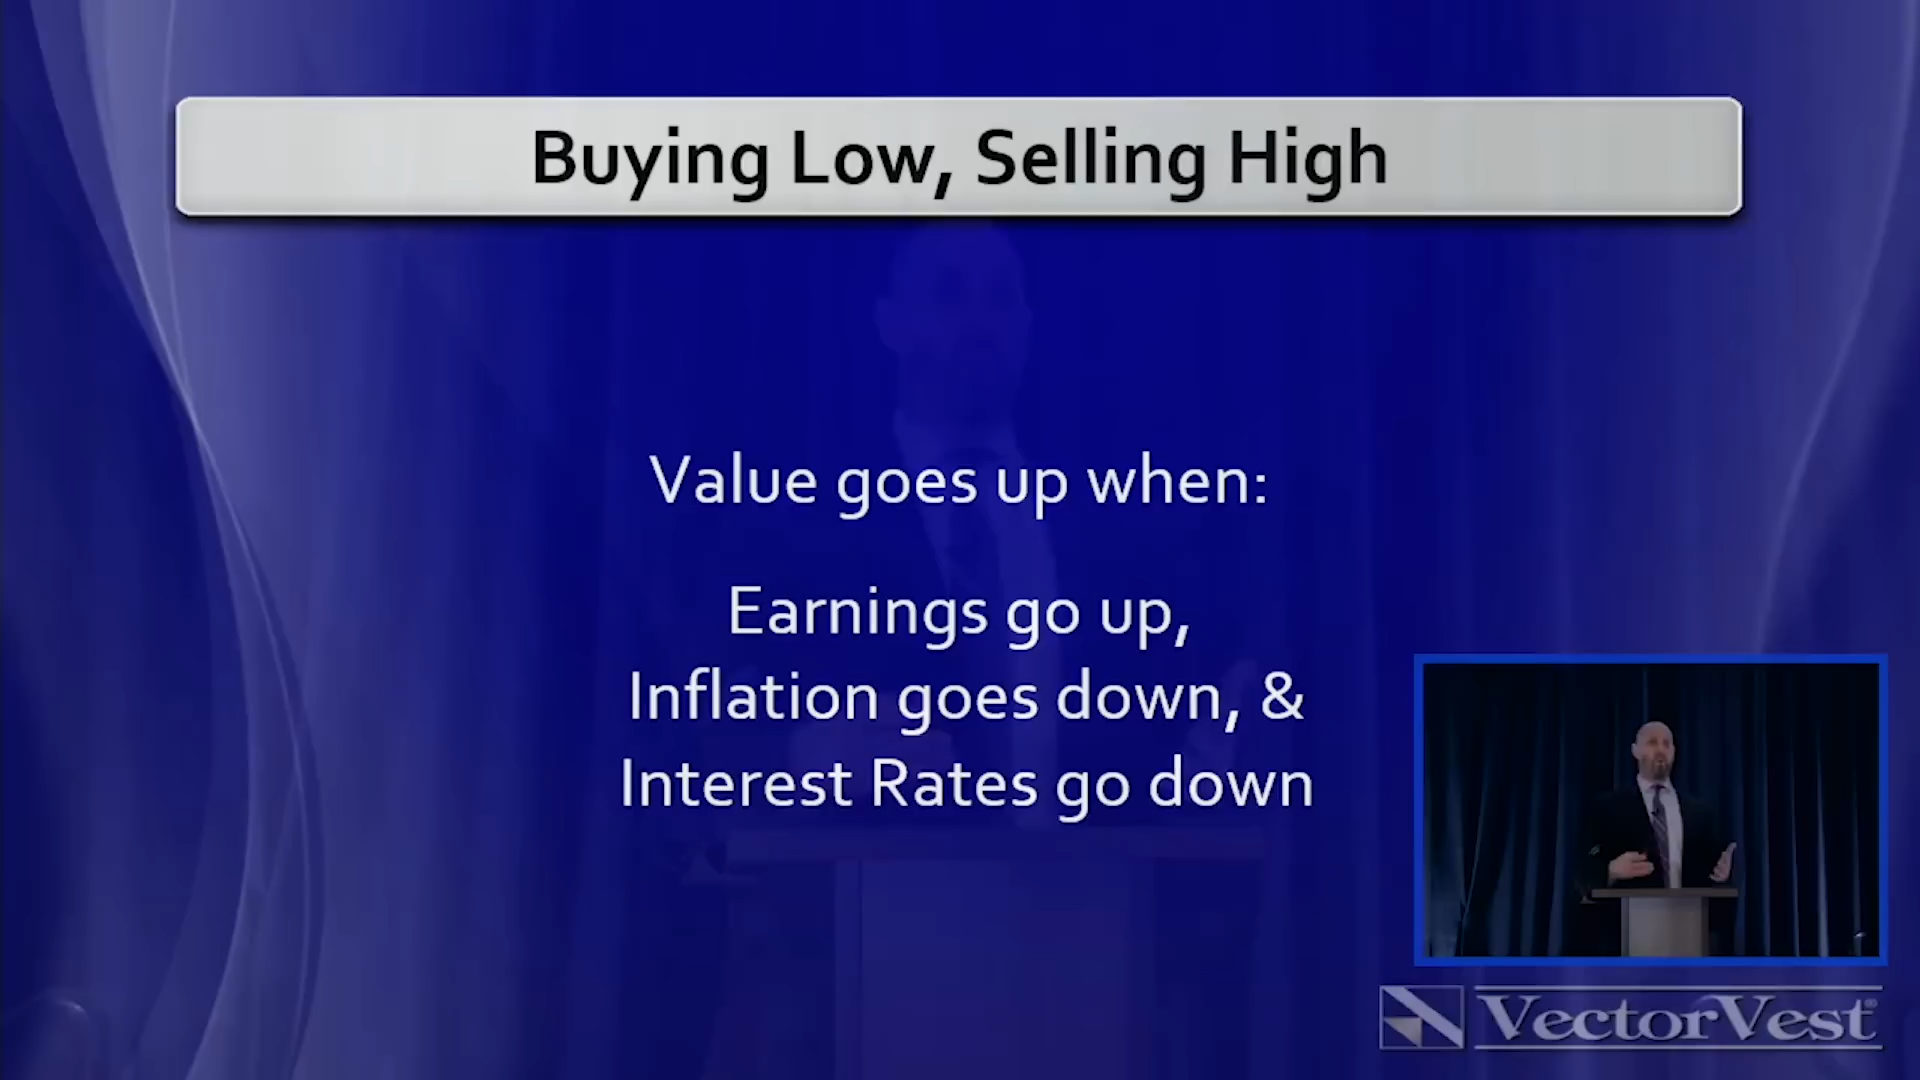 Buying Low, Selling High
Value goes up when:
Earnings go up,
Inflation goes down, &
Interest Rates go down
VectorVest®